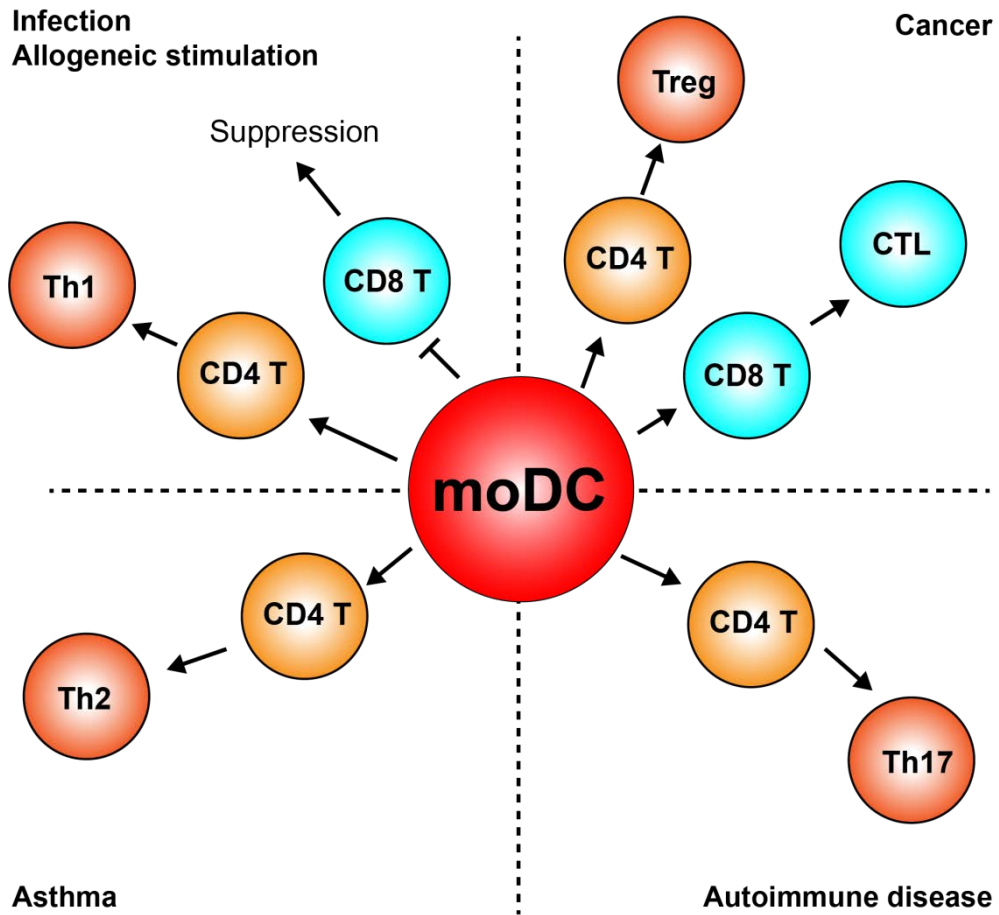 Infection
Allogeneic stimulation
Cancer
Suppression
Treg
CD8 T
CD4 T
CTL
Th1
CD4 T
CD8 T
moDC
CD4 T
CD4 T
Th2
Th17
Asthma
Autoimmune disease